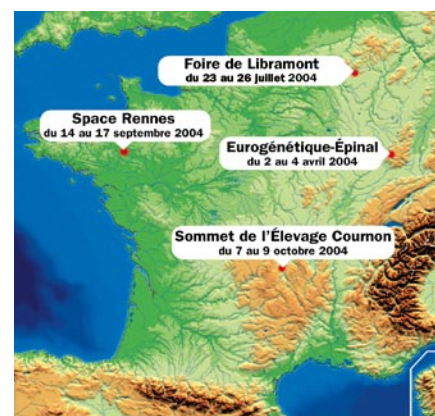 Foire de Libramont
du 23 au 26 juillet 2004
Space Rennes
du 14 au 17 septembre 2004
Eurogénétique-Épinal
du 2 au 4 avril 2004
Sommet de l'Élevage Cournon
du 7 au 9 octobre 2004